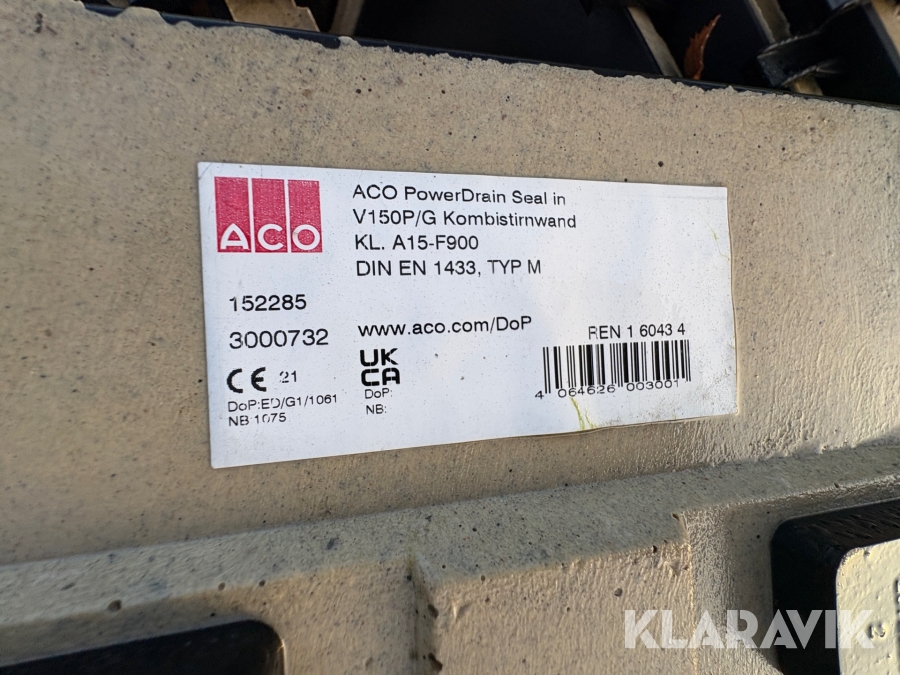 ACO
ACO PowerDrain Seal in
V150P/G Kombistirnwand
KL. A15-F900
DIN EN 1433, TYP M
152285
3000732
www.aco.com/DoP
REN 1 6043 4
CE 21
UK
CA
DoP:ED/G1/1061
NB:1075
DoP:
NB:
4 064626 003001
KLARAVIK